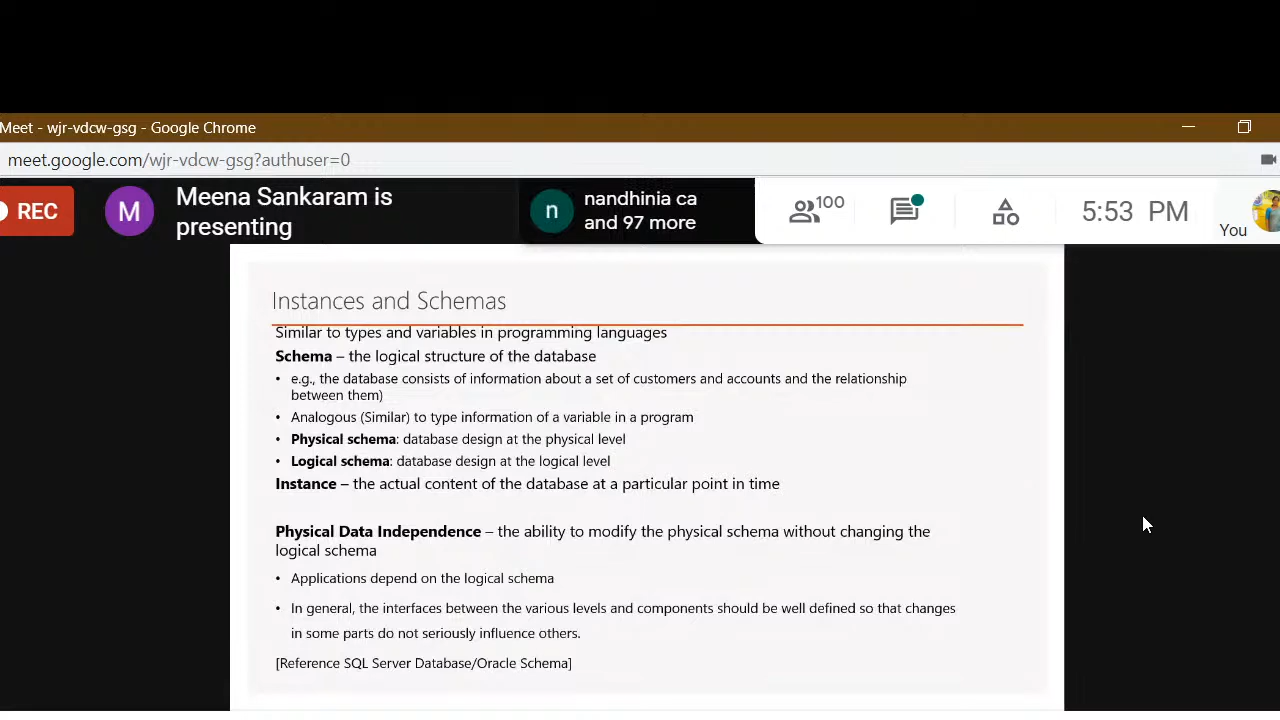 Meet - wjr-vdcw-gsg - Google Chrome
meet.google.com/wjr-vdcw-gsg?authuser=0
REC
M
Meena Sankaram is
presenting
n
nandhinia ca
and 97 more
100
5:53 PM
You
Instances and Schemas
Similar to types and variables in programming languages
Schema – the logical structure of the database
• e.g., the database consists of information about a set of customers and accounts and the relationship
between them)
• Analogous (Similar) to type information of a variable in a program
• Physical schema: database design at the physical level
• Logical schema: database design at the logical level
Instance – the actual content of the database at a particular point in time
Physical Data Independence – the ability to modify the physical schema without changing the
logical schema
• Applications depend on the logical schema
• In general, the interfaces between the various levels and components should be well defined so that changes
in some parts do not seriously influence others.
[Reference SQL Server Database/Oracle Schema]